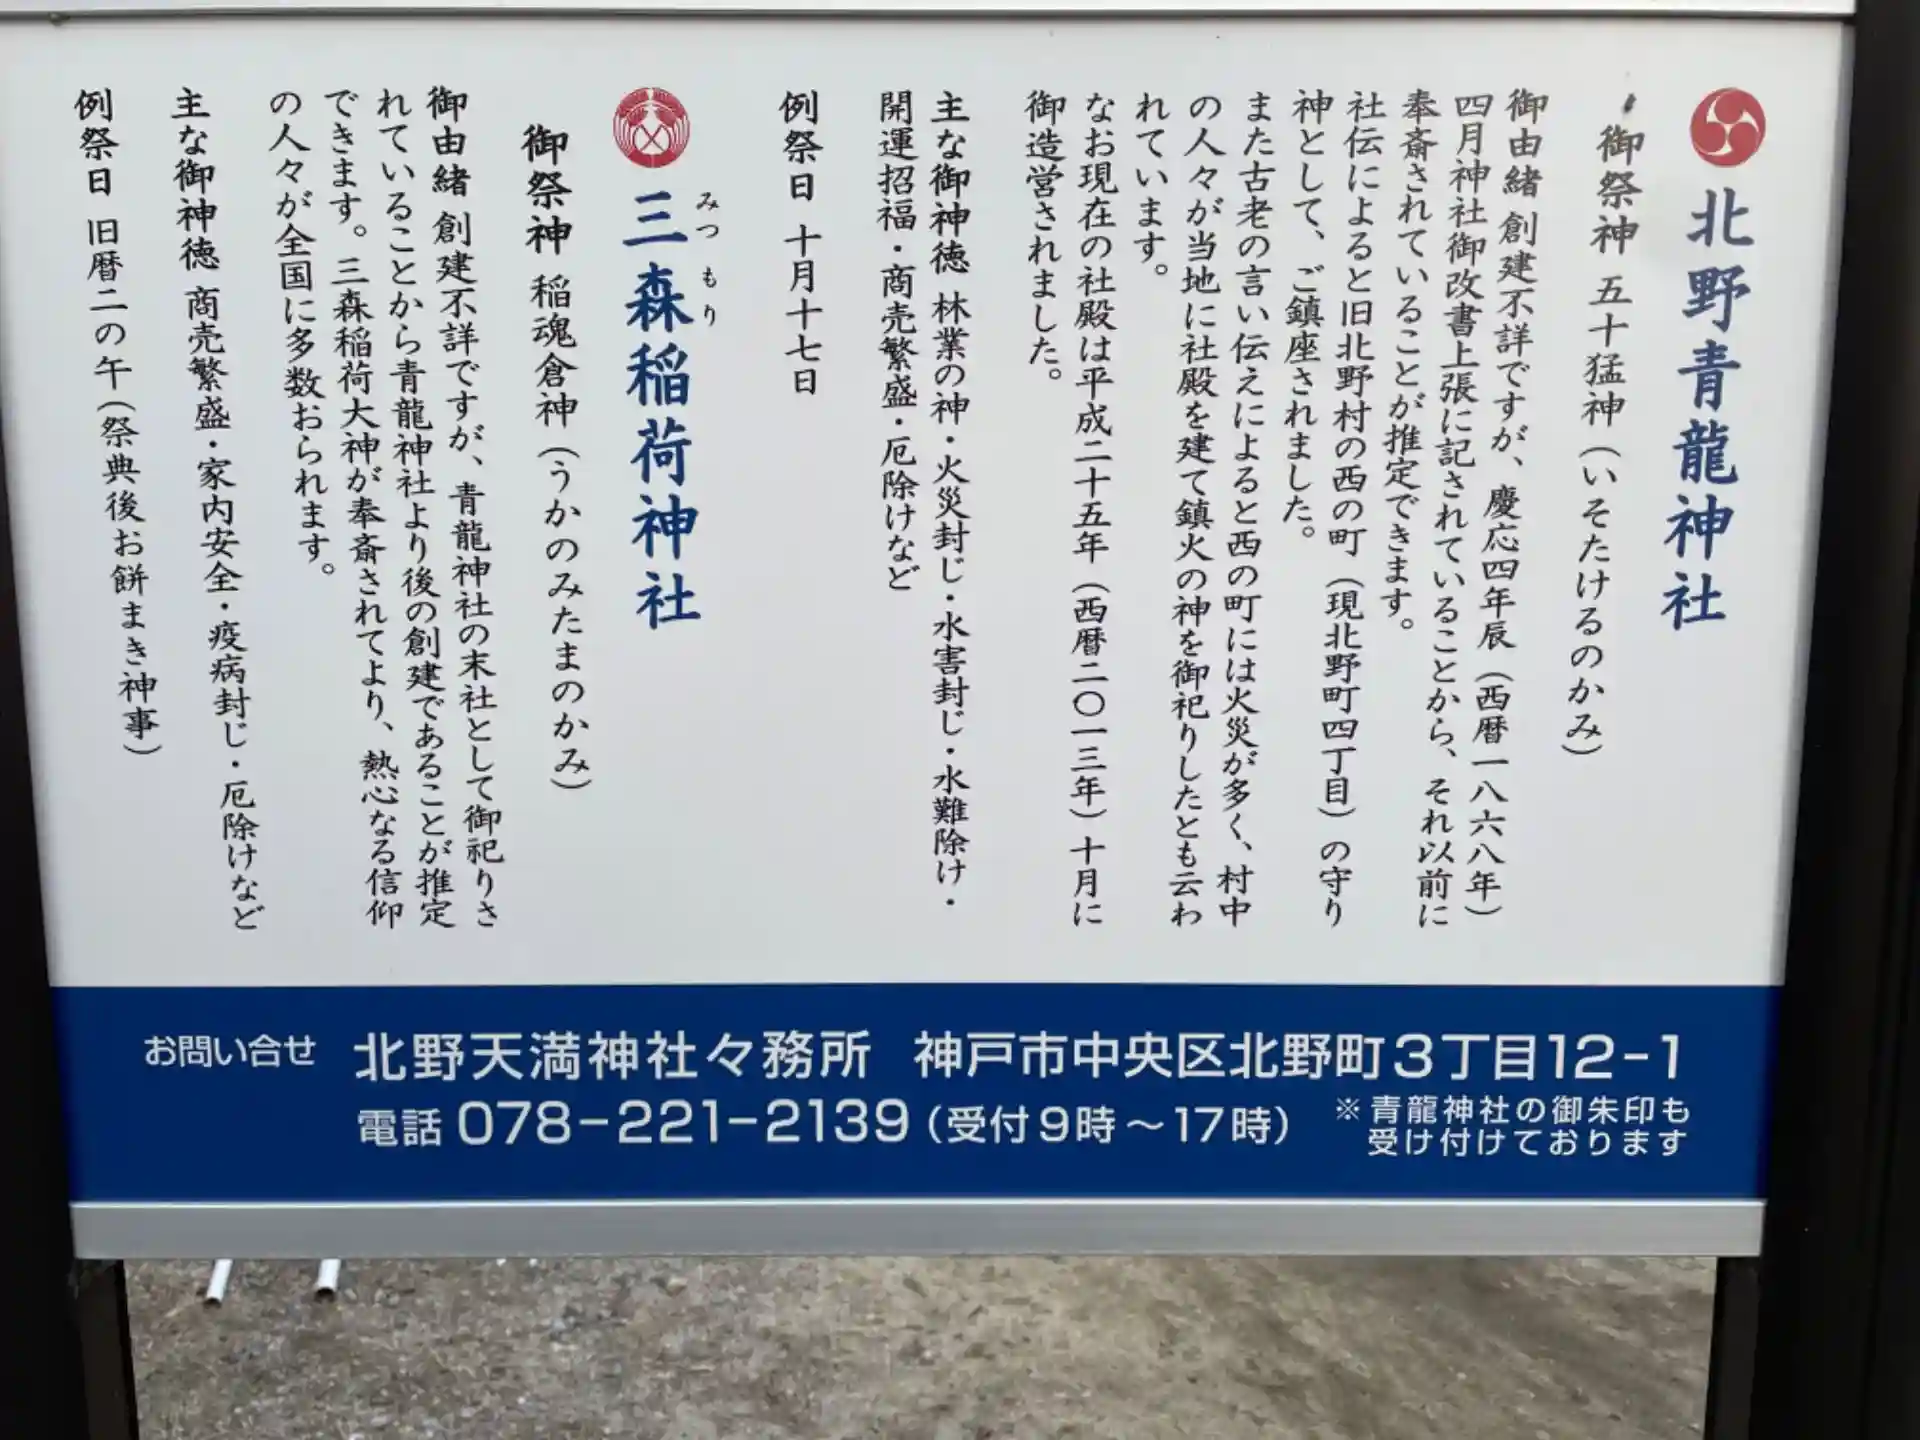 北野青龍神社
御祭神 五十猛神（いそたけるのかみ）
御由緒 創建不詳ですが、慶応四年辰（西暦一八六八年）
四月神社御改書上張に記されていることから、それ以前に
奉斎されていることが推定できます。
社伝によると旧北野村の西の町（現北野町四丁目）の守り
神として、ご鎮座されました。
また古老の言い伝えによると西の町には火災が多く、村中
の人々が当地に社殿を建て鎮火の神を御祀りしたとも云わ
れています。
なお現在の社殿は平成二十五年（西暦二〇一三年）十月に
御造営されました。
主な御神徳 林業の神・火災封じ・水害封じ・水難除け・
開運招福・商売繁盛・厄除けなど
例祭日 十月十七日
三森稲荷神社
みつもり
御祭神 稲魂倉神（うかのみたまのかみ）
御由緒 創建不詳ですが、青龍神社の末社として御祀りさ
れていることから青龍神社より後の創建であることが推定
できます。三森稲荷大神が奉斎されてより、熱心なる信仰
の人々が全国に多数おられます。
主な御神徳 商売繁盛・家内安全・疫病封じ・厄除けなど
例祭日 旧暦二の午（祭典後お餅まき神事）
お問い合せ 北野天満神社々務所 神戸市中央区北野町3丁目12-1
電話 078-221-2139（受付9時～17時）
※青龍神社の御朱印も
受け付けております